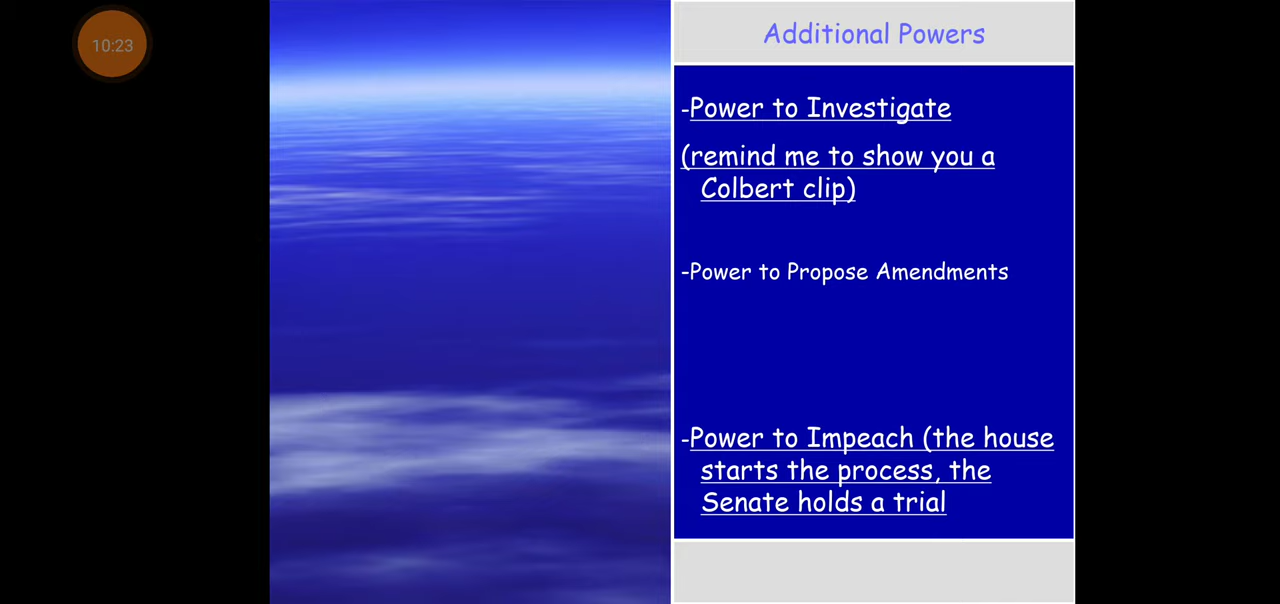 10:23
Additional Powers
-Power to Investigate
(remind me to show you a
Colbert clip)
-Power to Propose Amendments
-Power to Impeach (the house
starts the process, the
Senate holds a trial